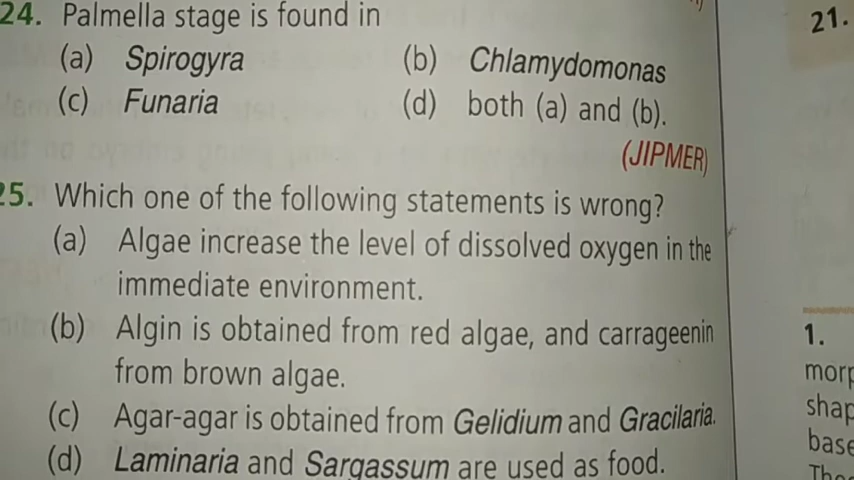 24. Palmella stage is found in
(a) Spirogyra (b) Chlamydomonas
(c) Funaria (d) both (a) and (b).
(JIPMER)
25. Which one of the following statements is wrong?
(a) Algae increase the level of dissolved oxygen in the
immediate environment.
(b) Algin is obtained from red algae, and carrageenin
from brown algae.
(c) Agar-agar is obtained from Gelidium and Gracilaria.
(d) Laminaria and Sargassum are used as food.
21.
1.